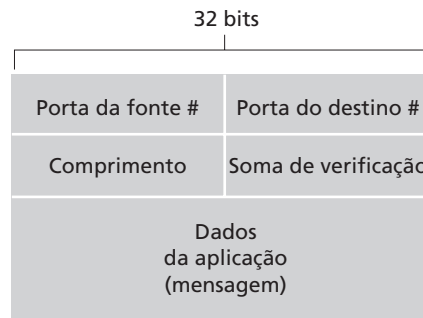 32 bits
Porta da fonte #
Porta do destino #
Comprimento
Soma de verificação
Dados
da aplicação
(mensagem)